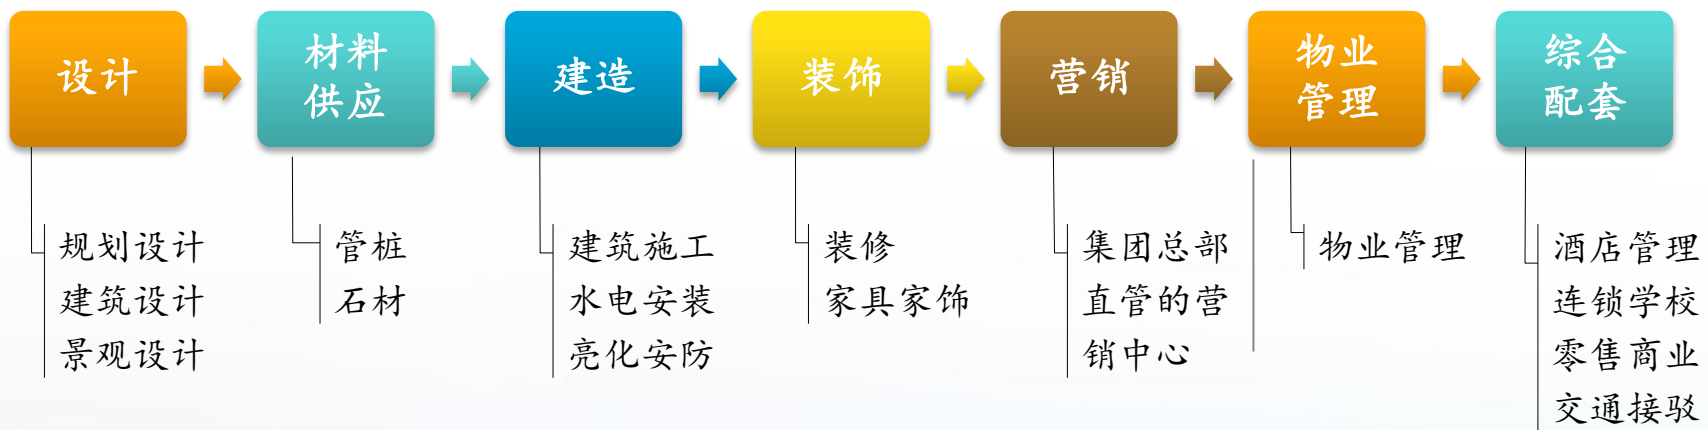 设计
材料
供应
建造
装饰
营销
物业
管理
综合
配套
规划设计
建筑设计
景观设计
管桩
石材
建筑施工
水电安装
亮化安防
装修
家具家饰
集团总部
直管的营
销中心
物业管理
酒店管理
连锁学校
零售商业
交通接驳